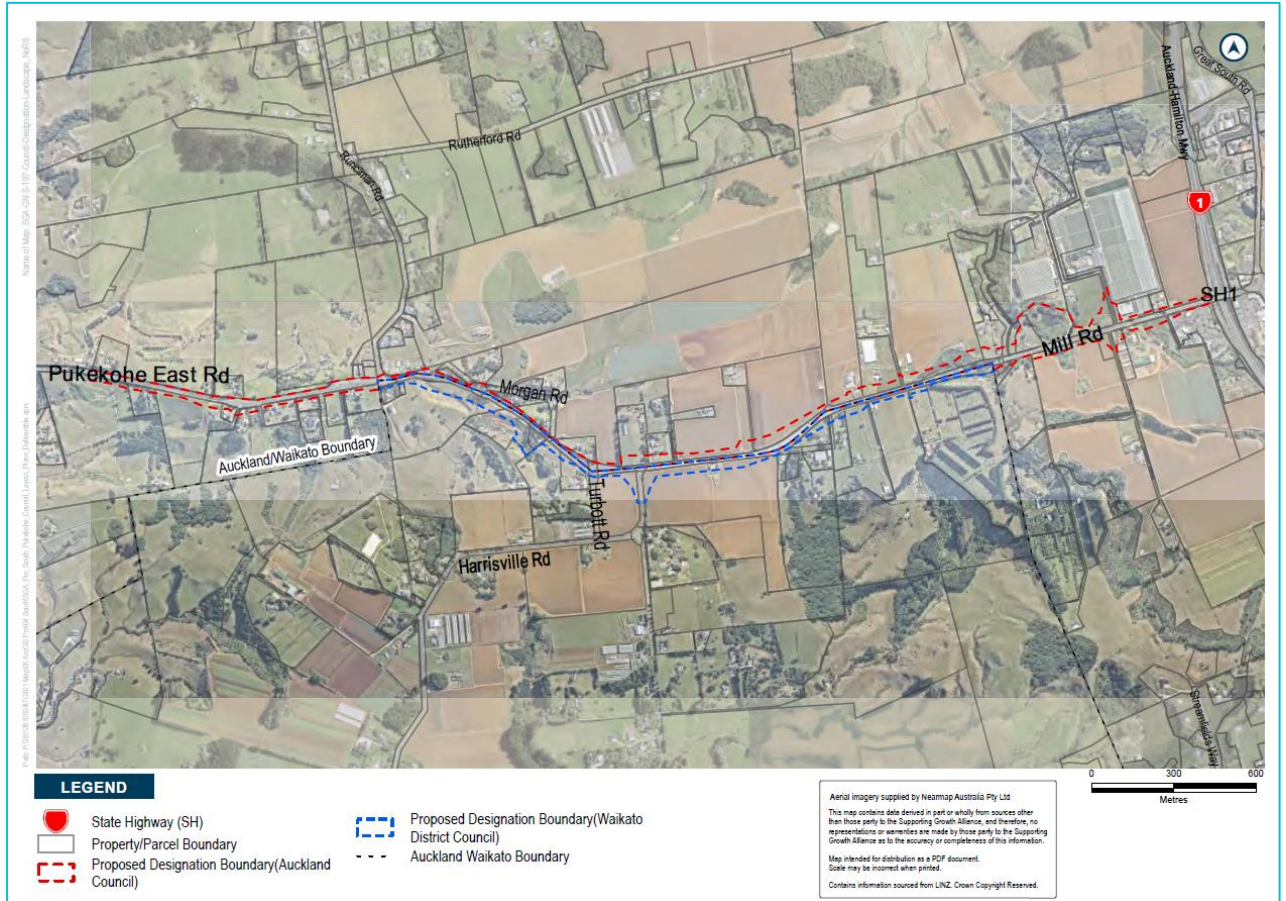 Auckland-Hamilton Mwy
Great South Rd
Rutherford Rd
Runciman Rd
1
SH1
Mill Rd
Pukekohe East Rd
Morgan Rd
Auckland/Waikato Boundary
Turbott Rd
Harrisville Rd
Streamfields Way
LEGEND
State Highway (SH)
Property/Parcel Boundary
Proposed Designation Boundary(Auckland
Council)
Proposed Designation Boundary(Waikato
District Council)
Auckland Waikato Boundary
Aerial imagery supplied by Nearmap Australia Pty Ltd
This map contains data derived in part or wholly from sources other
than those party to the Supporting Growth Alliance, and therefore, no
representations or warranties are made by those party to the Supporting
Growth Alliance as to the accuracy or completeness of this information.
Map intended for distribution as a PDF document.
Scale may be incorrect when printed.
Contains information sourced from LINZ. Crown Copyright Reserved.
0 300 600
Metres